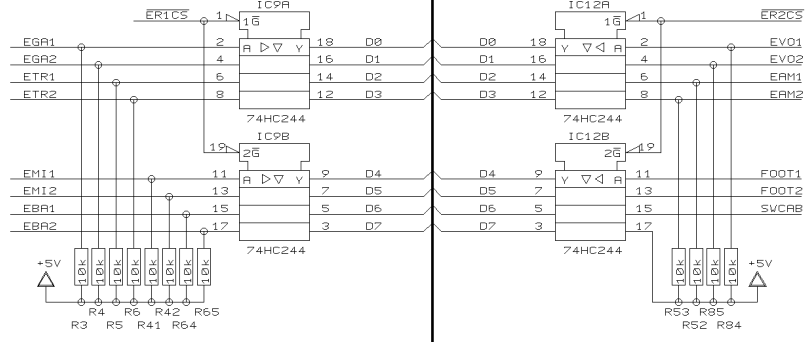 ER1CS 1 IC9A IC12A 1 ER2CS
1G 1G
EGA1 2 A Y 18 D0 D0 18 Y A 2 EVO1
EGA2 4 16 D1 D1 16 4 EVO2
ETR1 6 14 D2 D2 14 6 EAM1
ETR2 8 12 D3 D3 12 8 EAM2
74HC244 74HC244
IC9B IC12B
19 2G 2G 19
EMI1 11 A Y 9 D4 D4 9 Y A 11 FOOT1
EMI2 13 7 D5 D5 7 13 FOOT2
EBA1 15 5 D6 D6 5 15 SWCAB
EBA2 17 3 D7 D7 3 17
74HC244 74HC244
+5V 10k 10k 10k 10k 10k 10k 10k 10k 10k 10k 10k 10k +5V
R4 R6 R42 R65 R53 R85
R3 R5 R41 R64 R52 R84